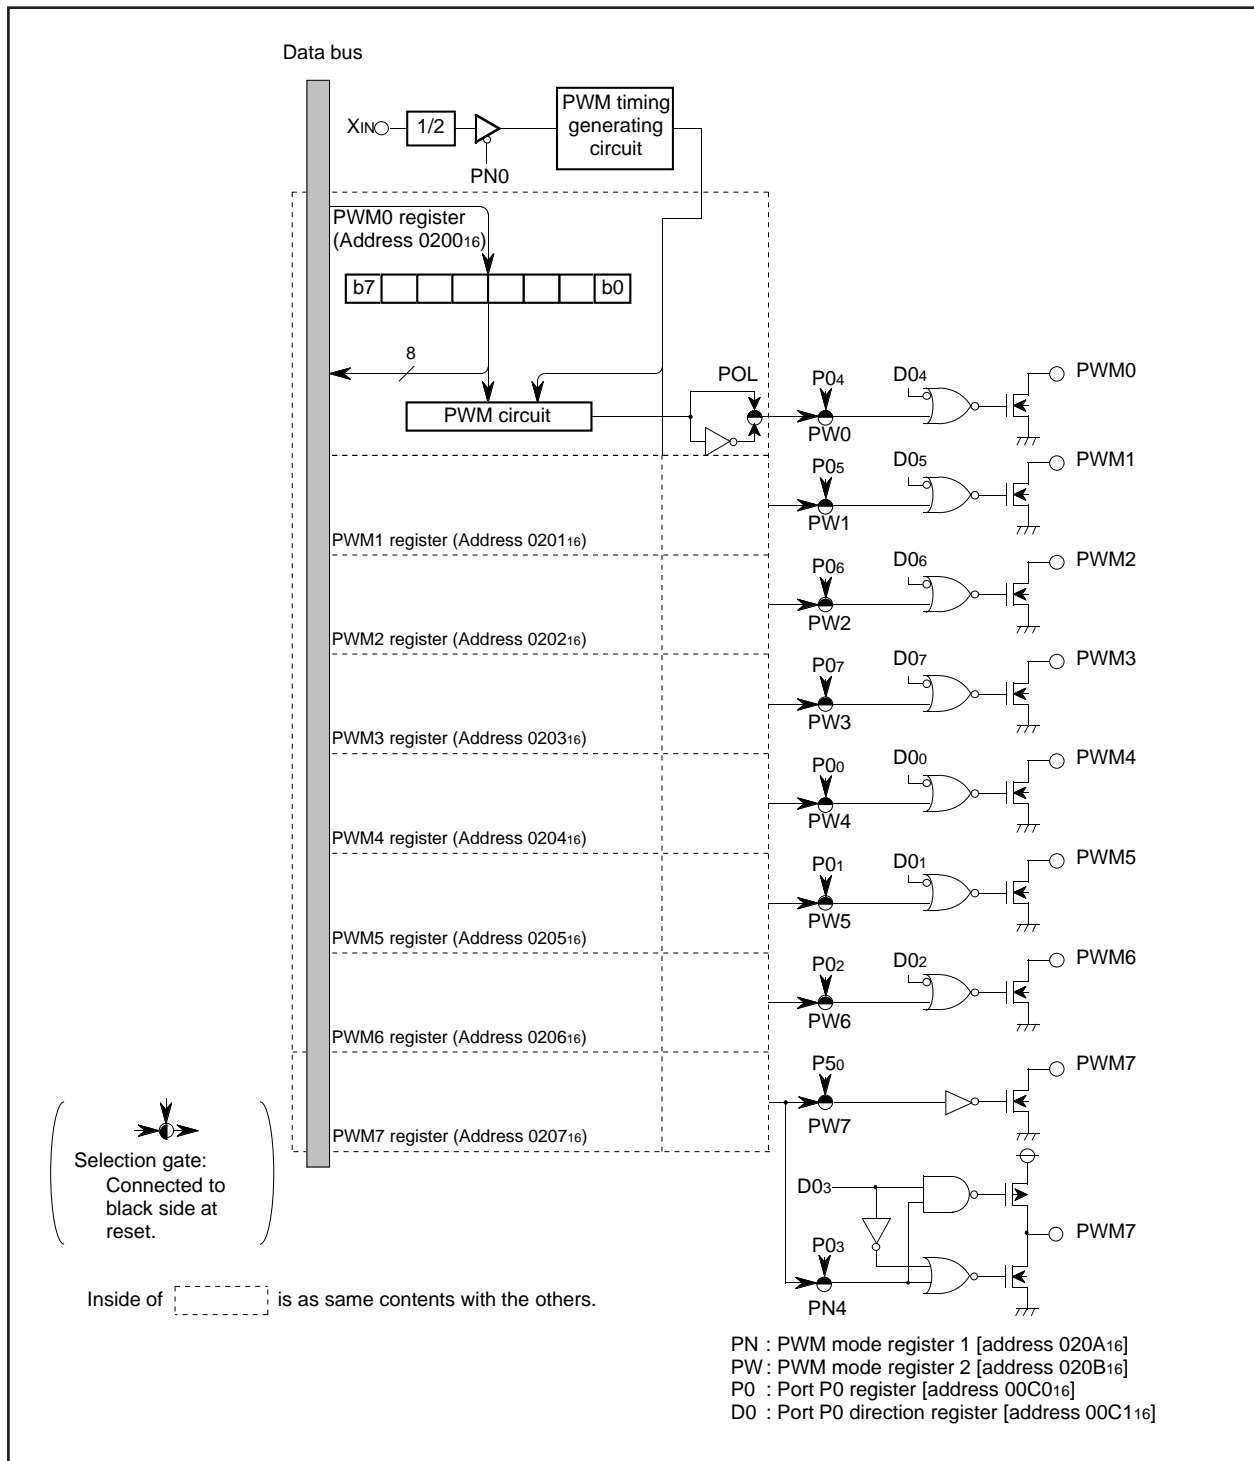 Data bus
XIN
1/2
PWM timing
generating
circuit
PN0
PWM0 register
(Address 020016)
b7
b0
8
PWM circuit
POL
P04
PW0
D04
PWM0
P05
PW1
D05
PWM1
PWM1 register (Address 020116)
P06
PW2
D06
PWM2
PWM2 register (Address 020216)
P07
PW3
D07
PWM3
PWM3 register (Address 020316)
P00
PW4
D00
PWM4
PWM4 register (Address 020416)
P01
PW5
D01
PWM5
PWM5 register (Address 020516)
P02
PW6
D02
PWM6
PWM6 register (Address 020616)
P50
PW7
PWM7
PWM7 register (Address 020716)
D03
P03
PN4
PWM7
Selection gate:
Connected to
black side at
reset.
Inside of is as same contents with the others.
PN : PWM mode register 1 [address 020A16]
PW : PWM mode register 2 [address 020B16]
P0 : Port P0 register [address 00C016]
D0 : Port P0 direction register [address 00C116]